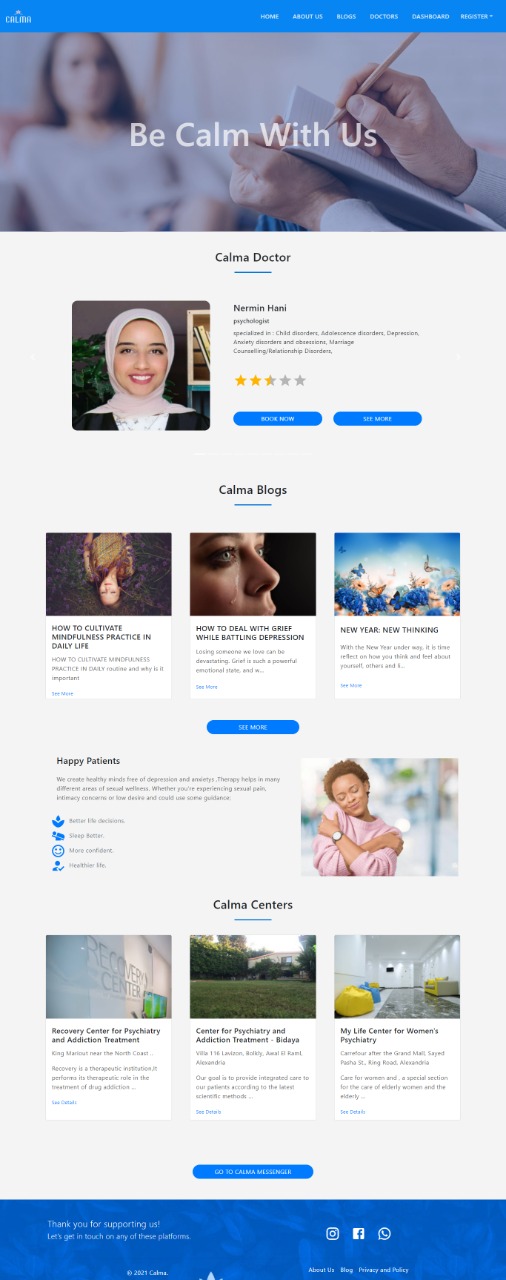 CALMA
HOME ABOUT US BLOGS DOCTORS DASHBOARD REGISTER
Be Calm With Us
Calma Doctor
Nermin Hani
psychologist
specialized in : Child disorders, Adolescence disorders, Depression,
Anxiety disorders and obsessions, Marriage
Counselling/Relationship Disorders,
BOOK NOW SEE MORE
Calma Blogs
HOW TO CULTIVATE
MINDFULNESS PRACTICE IN
DAILY LIFE
HOW TO CULTIVATE MINDFULNESS
PRACTICE IN DAILY routine and why is it
important
See More
HOW TO DEAL WITH GRIEF
WHILE BATTLING DEPRESSION
Losing someone we love can be
devastating. Grief is such a powerful
emotional state, and w...
See More
NEW YEAR: NEW THINKING
With the New Year under way, it is time
reflect on how you think and feel about
yourself, others and li...
See More
SEE MORE
Happy Patients
We create healthy minds free of depression and anxietys ,Therapy helps in many
different areas of sexual wellness. Whether you're experiencing sexual pain,
intimacy concerns or low desire and could use some guidance:
Better life decisions.
Sleep Better.
More confident.
Healthier life.
Calma Centers
RECOVERY
CENTER
Recovery Center for Psychiatry
and Addiction Treatment
King Mariout near the North Coast ..
Recovery is a therapeutic institution.It
performs its therapeutic role in the
treatment of drug addiction ...
See Details
Center for Psychiatry and
Addiction Treatment - Bidaya
Villa 116 Lavizon, Bolkly, Awal El Raml,
Alexandria
Our goal is to provide integrated care to
our patients according to the latest
scientific methods ...
See Details
My Life Center for Women's
Psychiatry
Carrefour after the Grand Mall, Sayed
Pasha St., Ring Road, Alexandria
Care for women and , a special section
for the care of elderly women and the
elderly ...
See Details
GO TO CALMA MESSENGER
Thank you for supporting us!
Let's get in touch on any of these platforms.
© 2021 Calma.
About Us Blog Privacy and Policy